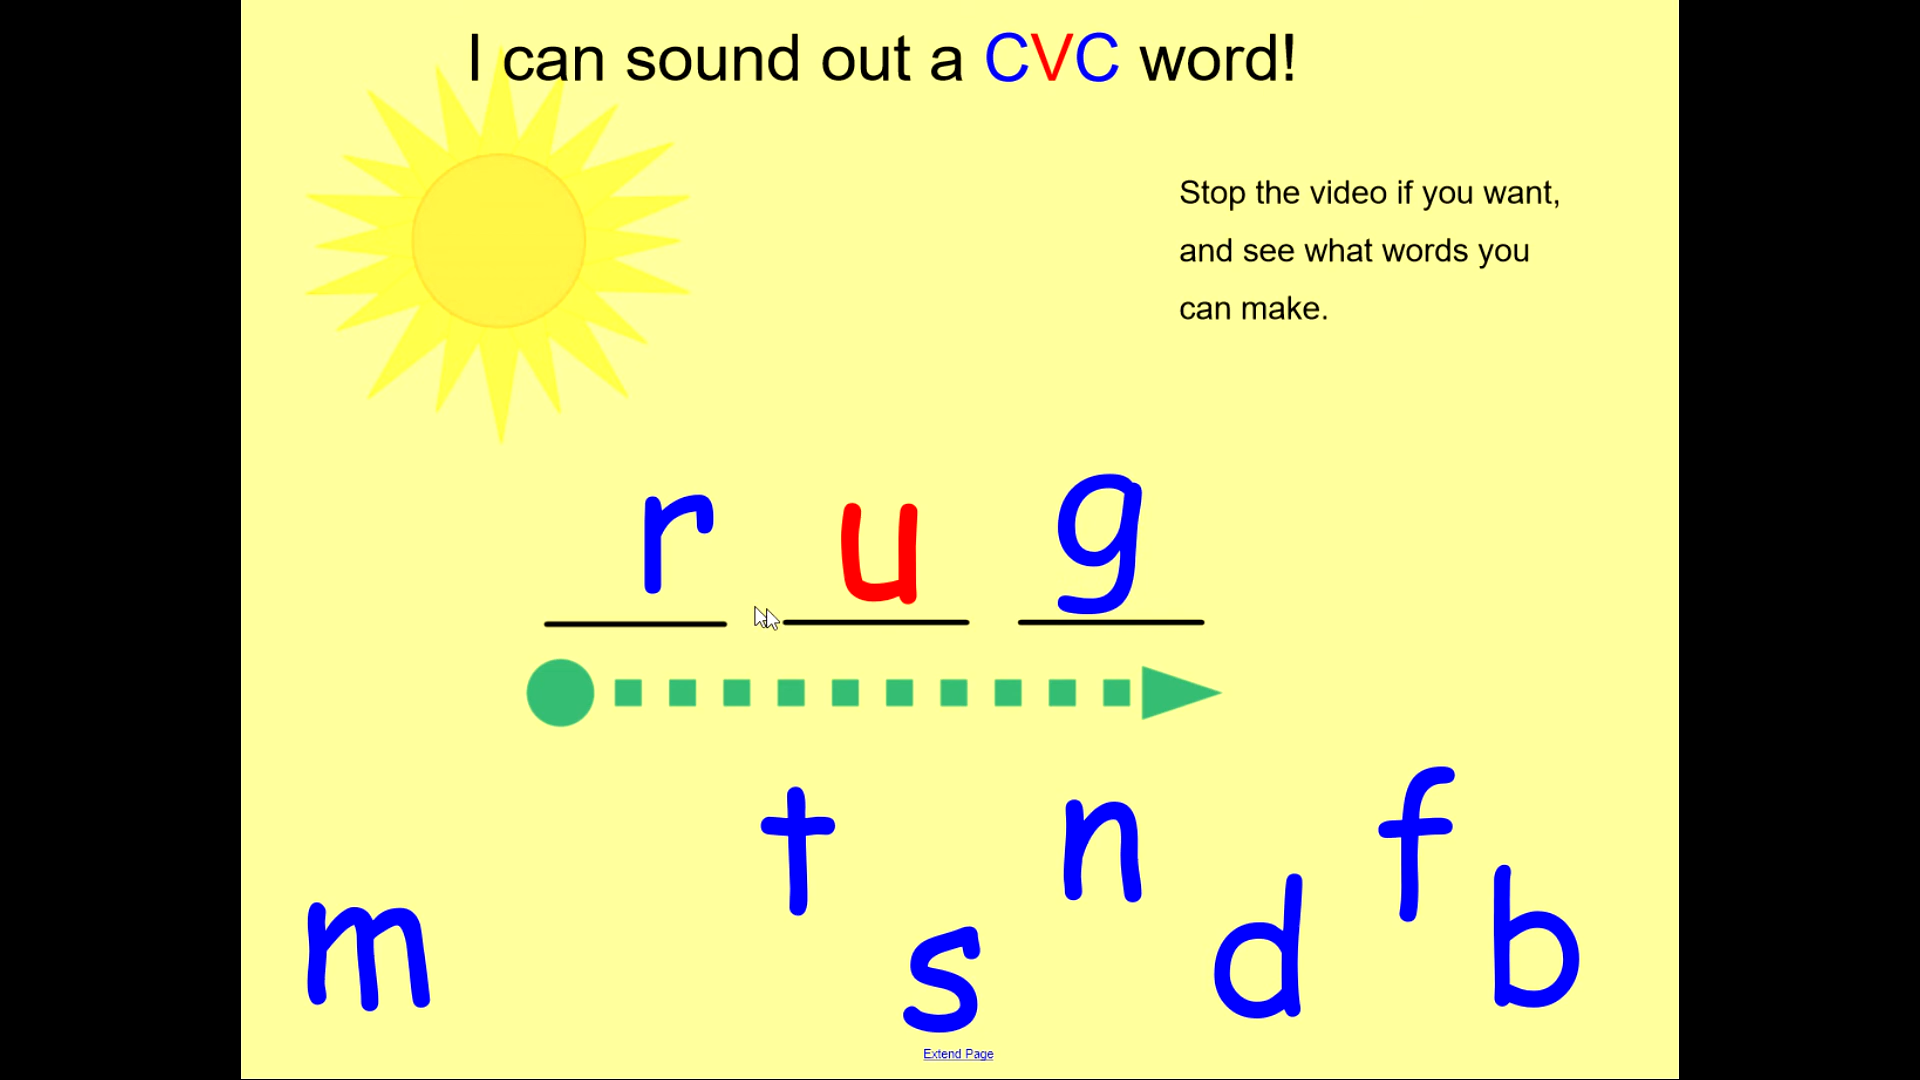 I can sound out a CVC word!
Stop the video if you want,
and see what words you
can make.
r u g
t n f
m s d b
Extend Page